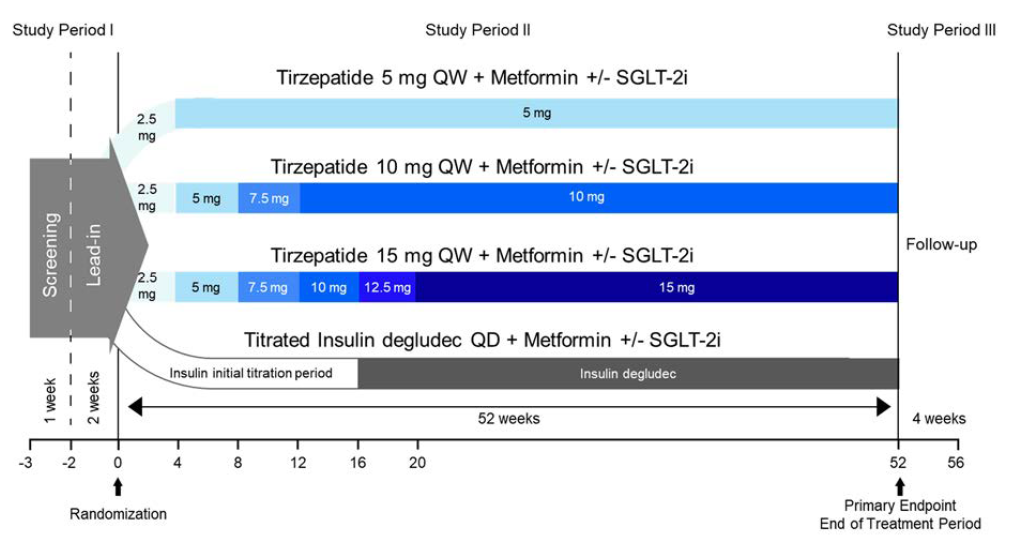 Study Period I
Study Period II
Study Period III
Tirzepatide 5 mg QW + Metformin +/- SGLT-2i
2.5
mg
5 mg
Tirzepatide 10 mg QW + Metformin +/- SGLT-2i
2.5
mg
5 mg
7.5 mg
10 mg
Screening
Lead-in
Follow-up
Tirzepatide 15 mg QW + Metformin +/- SGLT-2i
2.5
mg
5 mg
7.5 mg
10 mg
12.5 mg
15 mg
Titrated Insulin degludec QD + Metformin +/- SGLT-2i
Insulin initial titration period
Insulin degludec
1 week
2 weeks
52 weeks
4 weeks
-3
-2
0
4
8
12
16
20
52
56
Randomization
Primary Endpoint
End of Treatment Period